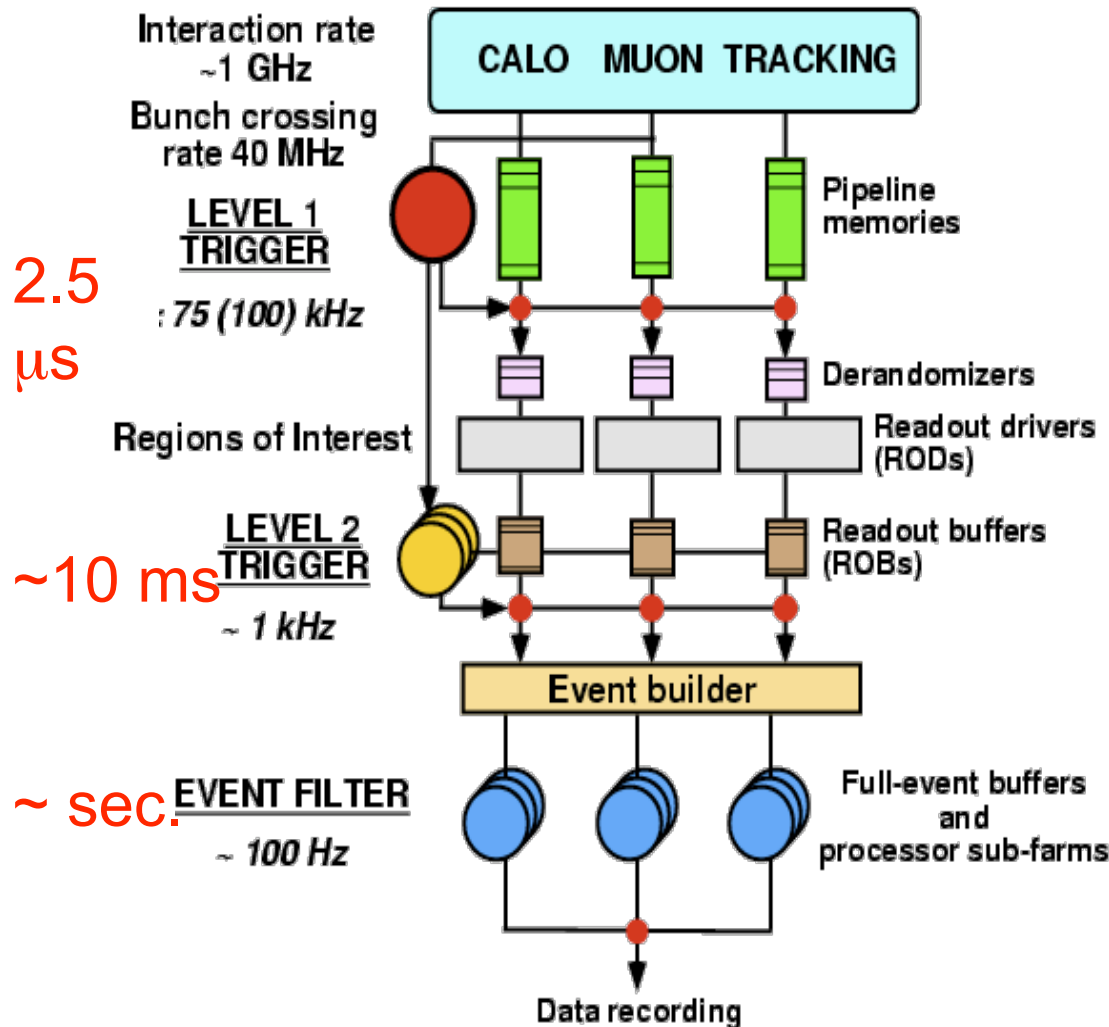 Interaction rate
~1 GHz
CALO MUON TRACKING
Bunch crossing
rate 40 MHz
Pipeline
memories
LEVEL 1
TRIGGER
2.5
μs
: 75 (100) kHz
Derandomizers
Regions of Interest
Readout drivers
(RODs)
LEVEL 2
TRIGGER
~10 ms
~ 1 kHz
Readout buffers
(ROBs)
Event builder
~ sec.
EVENT FILTER
~ 100 Hz
Full-event buffers
and
processor sub-farms
Data recording